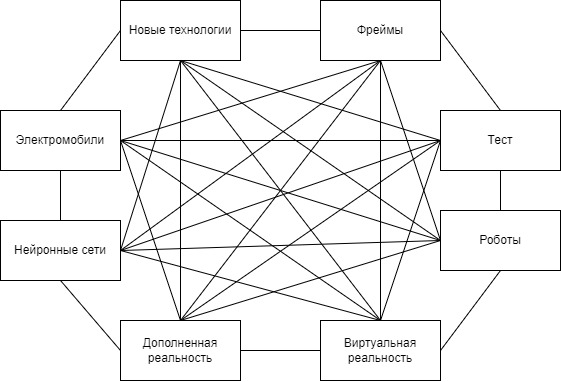 Новые технологии
Фреймы
Электромобили
Тест
Нейронные сети
Роботы
Дополненная
реальность
Виртуальная
реальность